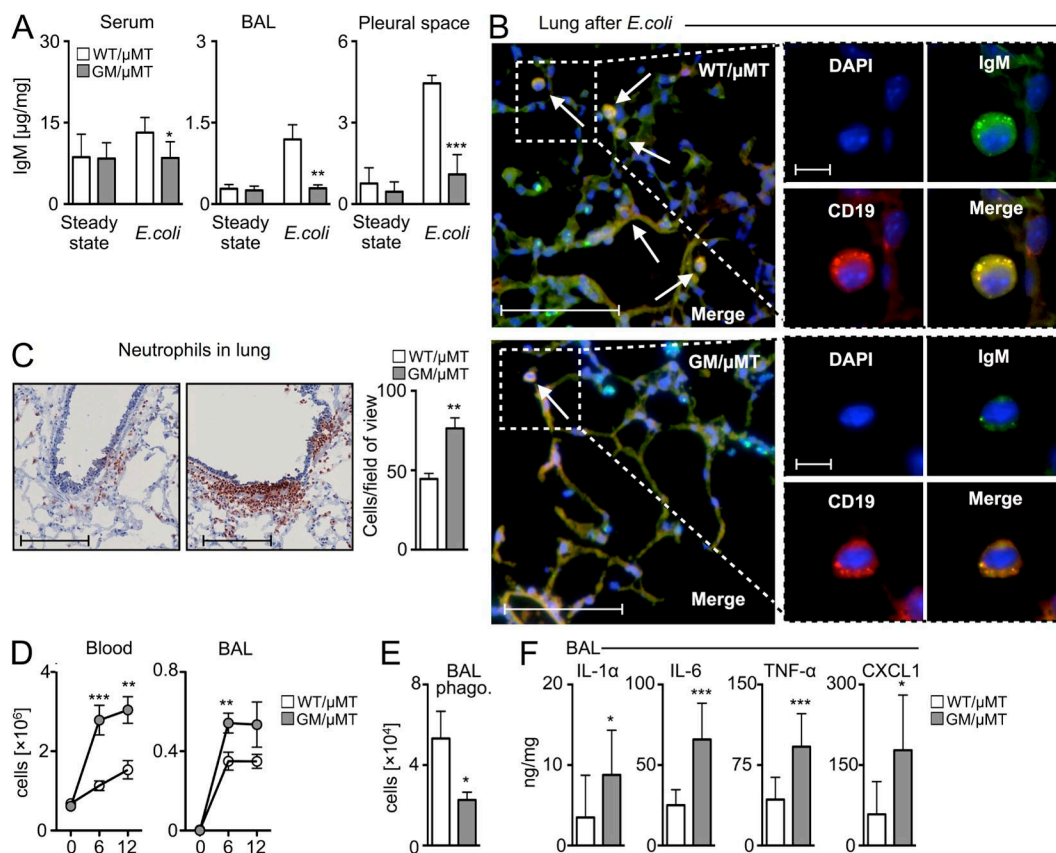 A
Serum
BAL
Pleural space
WT/µMT
GM/µMT
IgM [µg/mg]
30
15
0
3
1.5
0
6
3
0
*
**
***
Steady state
E.coli
Steady state
E.coli
Steady state
E.coli
B
Lung after E.coli
WT/µMT
Merge
DAPI
IgM
CD19
Merge
GM/µMT
Merge
DAPI
IgM
CD19
Merge
C
Neutrophils in lung
WT/µMT
GM/µMT
Cells/field of view
100
50
0
**
D
Blood
BAL
cells [×10⁶]
4
2
0
***
**
0 6 12
0.8
0.4
0
**
0 6 12
WT/µMT
GM/µMT
E
BAL
phago.
cells [×10⁴]
10
5
0
*
F
BAL
IL-1α
IL-6
TNF-α
CXCL1
ng/mg
20
10
0
*
100
50
0
***
150
75
0
***
300
150
0
*
WT/µMT
GM/µMT